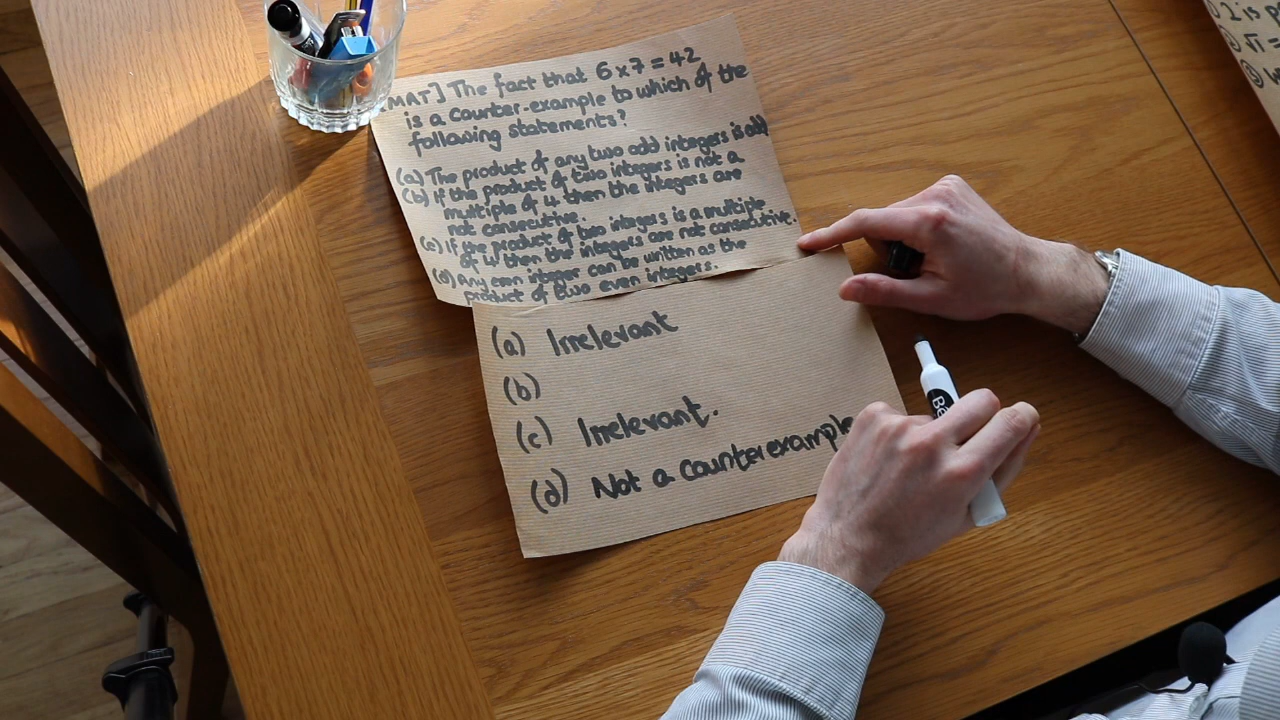 MAT] The fact that 6x7=42
is a counter-example to which of the
following statements?
(a) The product of any two odd integers is odd
(b) If the product of two integers is not a
multiple of 4 then the integers are
not consecutive.
(c) If the product of two integers is a multiple
of 4 then the integers are not consecutive.
(d) Any even integer can be written as the
product of two even integers.
(a) Irrelevant
(b)
(c) Irrelevant.
(d) Not a counterexample
2 is